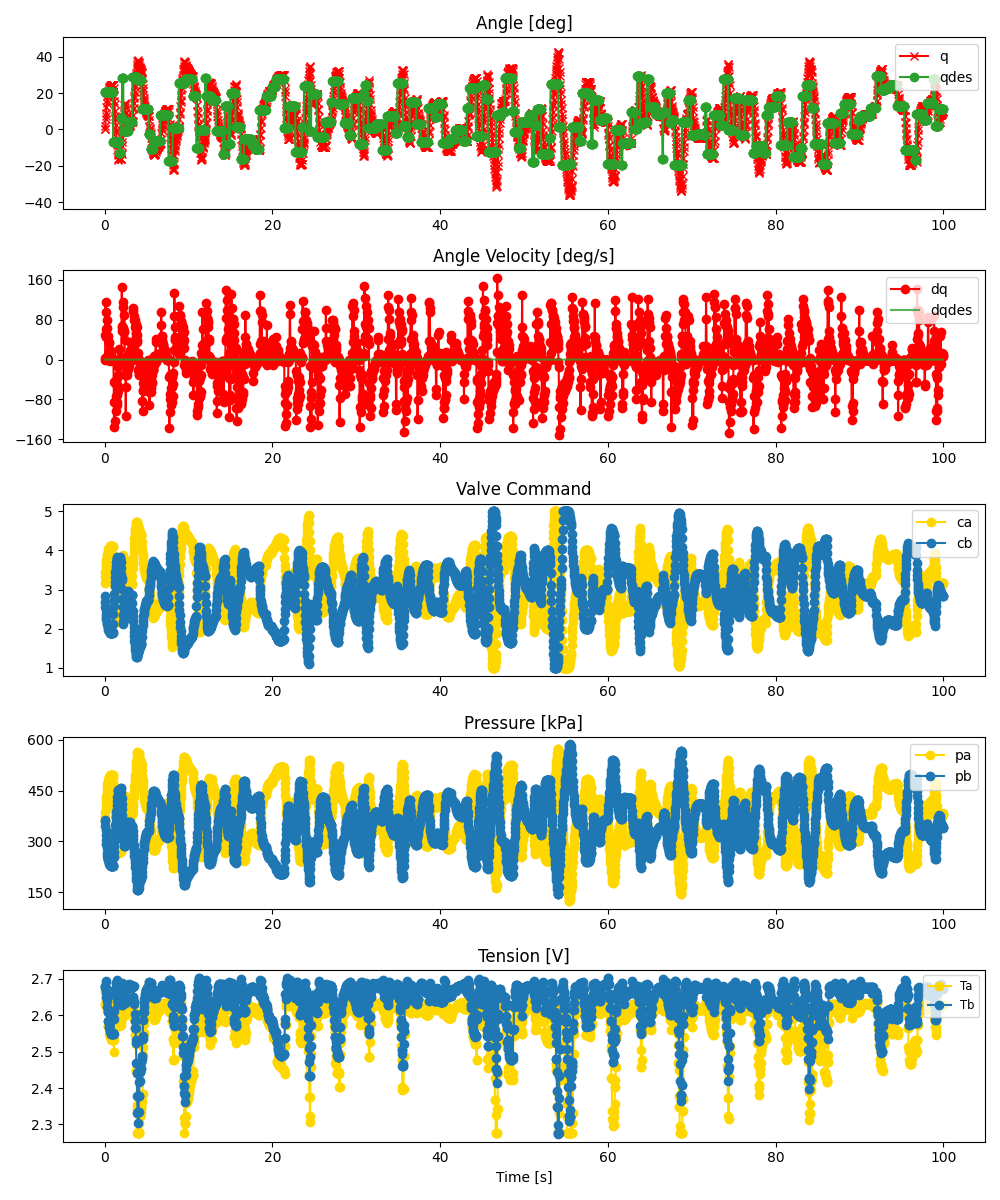 Angle [deg]
40
20
0
−20
−40
q
qdes
0 20 40 60 80 100
Angle Velocity [deg/s]
160
80
0
−80
−160
dq
dqdes
0 20 40 60 80 100
Valve Command
5
4
3
2
1
ca
cb
0 20 40 60 80 100
Pressure [kPa]
600
450
300
150
pa
pb
0 20 40 60 80 100
Tension [V]
2.7
2.6
2.5
2.4
2.3
Ta
Tb
0 20 40 60 80 100
Time [s]